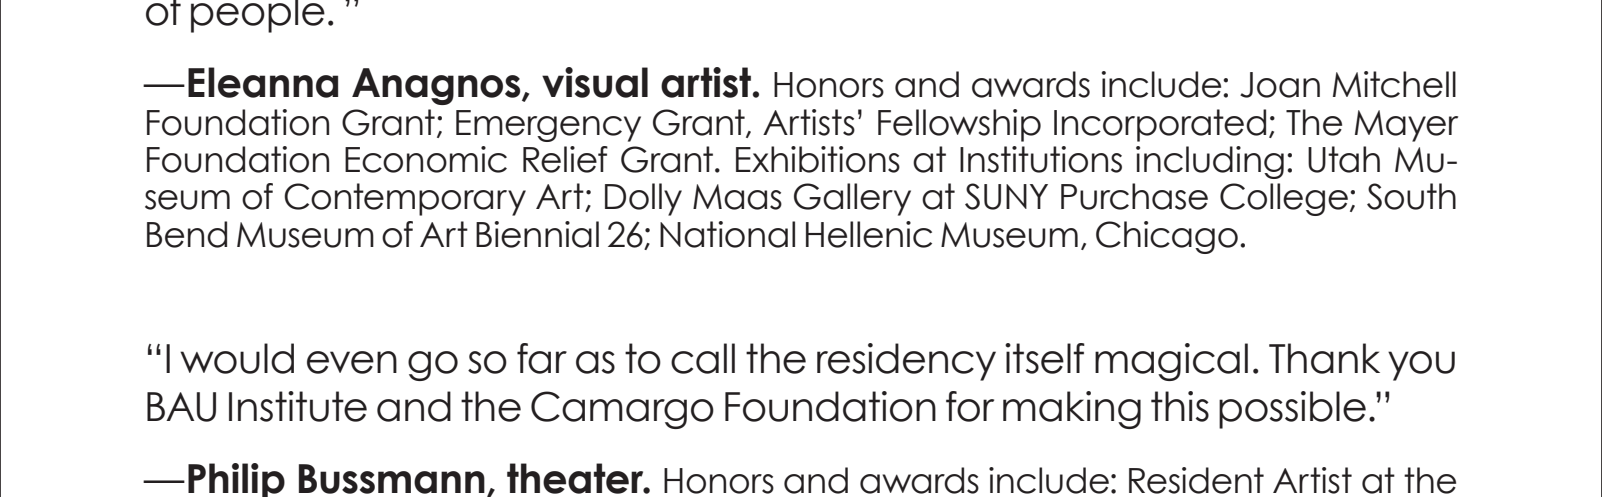 of people. ”
—Eleanna Anagnos, visual artist. Honors and awards include: Joan Mitchell
Foundation Grant; Emergency Grant, Artists’ Fellowship Incorporated; The Mayer
Foundation Economic Relief Grant. Exhibitions at Institutions including: Utah Mu-
seum of Contemporary Art; Dolly Maas Gallery at SUNY Purchase College; South
Bend Museum of Art Biennial 26; National Hellenic Museum, Chicago.
“I would even go so far as to call the residency itself magical. Thank you
BAU Institute and the Camargo Foundation for making this possible.”
—Philip Bussmann, theater. Honors and awards include: Resident Artist at the